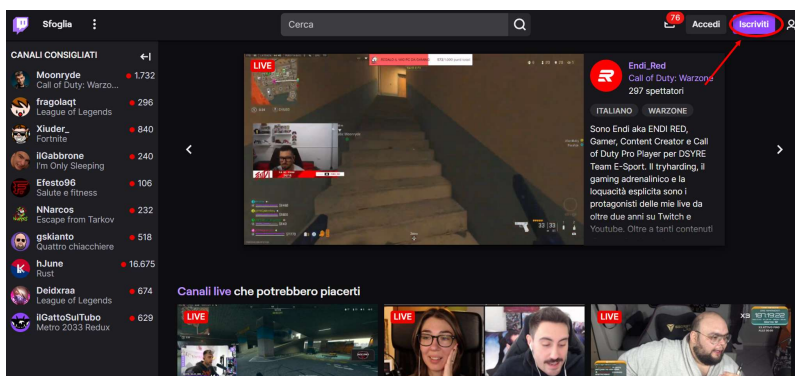 Sfoglia
Cerca
76
Accedi
Iscriviti
CANALI CONSIGLIATI
Moonryde
1.732
Call of Duty: Warzo...
fragolaqt
296
League of Legends
Xiuder_
840
Fortnite
ilGabbrone
240
I'm Only Sleeping
Efesto96
106
Salute e fitness
NNarcos
232
Escape from Tarkov
gskianto
518
Quattro chiacchiere
hJune
16.675
Rust
Deidxraa
674
League of Legends
ilGattoSulTubo
629
Metro 2033 Redux
LIVE
33
Endi_Red
Call of Duty: Warzone
297 spettatori
ITALIANO
WARZONE
Sono Endi aka ENDI RED,
Gamer, Content Creator e Call
of Duty Pro Player per DSYRE
Team E-Sport. Il tryharding, il
gaming adrenalinico e la
loquacità esplicita sono i
protagonisti delle mie live da
oltre due anni su Twitch e
Youtube. Oltre a tanti contenuti
Canali live che potrebbero piacerti
LIVE
LIVE
LIVE
X3